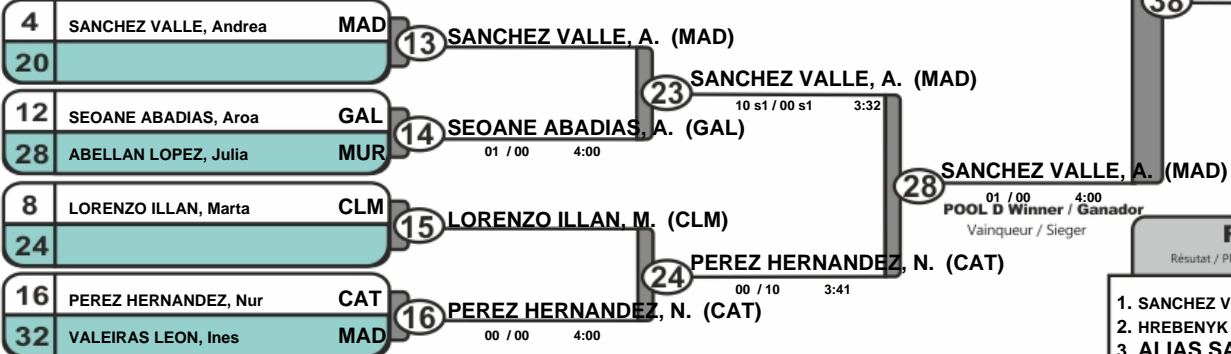 4 SANCHEZ VALLE, Andrea MAD
20
13 SANCHEZ VALLE, A. (MAD)
12 SEOANE ABADIAS, Aroa GAL
28 ABELLAN LOPEZ, Julia MUR
14 SEOANE ABADIAS, A. (GAL)
01 / 00 4:00
23 SANCHEZ VALLE, A. (MAD)
10 s1 / 00 s1 3:32
8 LORENZO ILLAN, Marta CLM
24
15 LORENZO ILLAN, M. (CLM)
16 PEREZ HERNANDEZ, Nur CAT
32 VALEIRAS LEON, Ines MAD
16 PEREZ HERNANDEZ, N. (CAT)
00 / 00 4:00
24 PEREZ HERNANDEZ, N. (CAT)
00 / 10 3:41
28 SANCHEZ VALLE, A. (MAD)
01 / 00 4:00
POOL D Winner / Ganador
Vainqueur / Sieger
38
Résutat / P
1. SANCHEZ V
2. HREBENYK
3. ALIAS SA